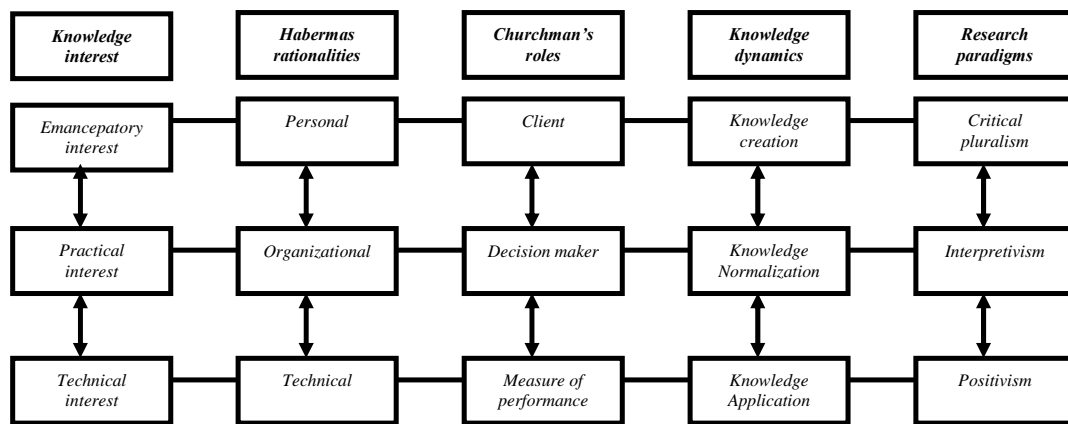 Knowledge
interest
Habermas
rationalities
Churchman's
roles
Knowledge
dynamics
Research
paradigms
Emancepatory
interest
Personal
Client
Knowledge
creation
Critical
pluralism
Practical
interest
Organizational
Decision maker
Knowledge
Normalization
Interpretivism
Technical
interest
Technical
Measure of
performance
Knowledge
Application
Positivism